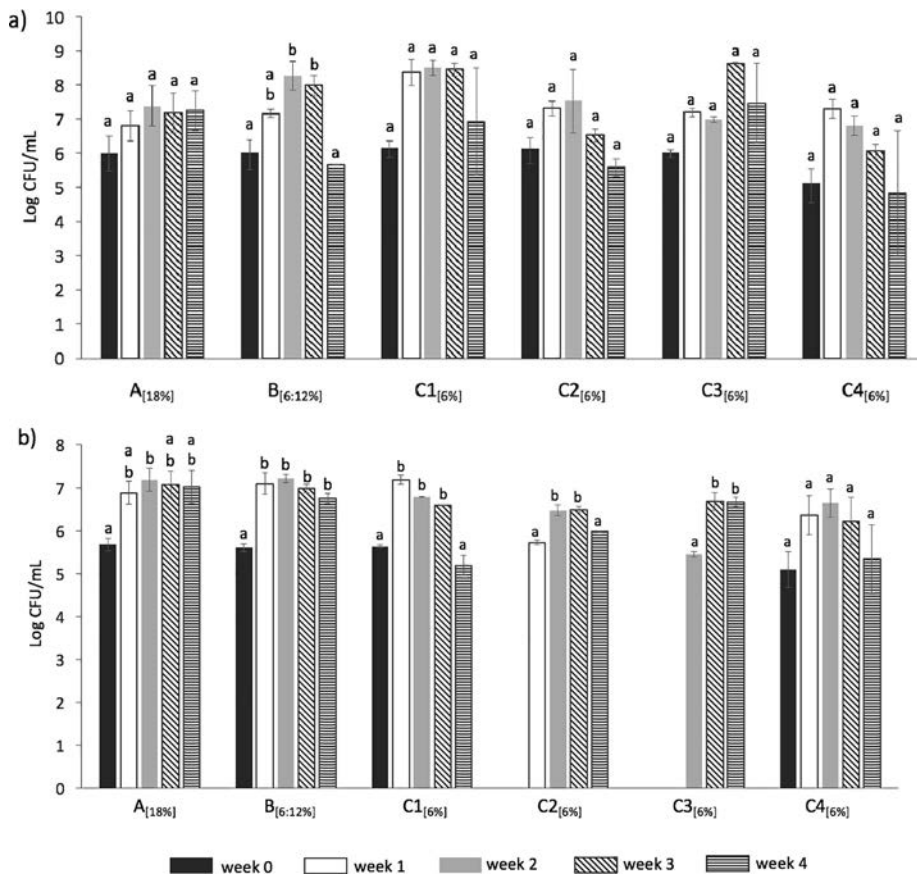 a)
Log CFU/mL
10
9
8
7
6
5
4
3
2
1
0
a a a a a
a a b b b a
a a a a a
a a a a a
a a a a a
a a a a a
A[18%] B[6:12%] C1[6%] C2[6%] C3[6%] C4[6%]
b)
Log CFU/mL
8
7
6
5
4
3
2
1
0
a a b b a b a b
a b b b b
a b b b a
a b b a
a b b
a a a a a
A[18%] B[6:12%] C1[6%] C2[6%] C3[6%] C4[6%]
week 0 week 1 week 2 week 3 week 4